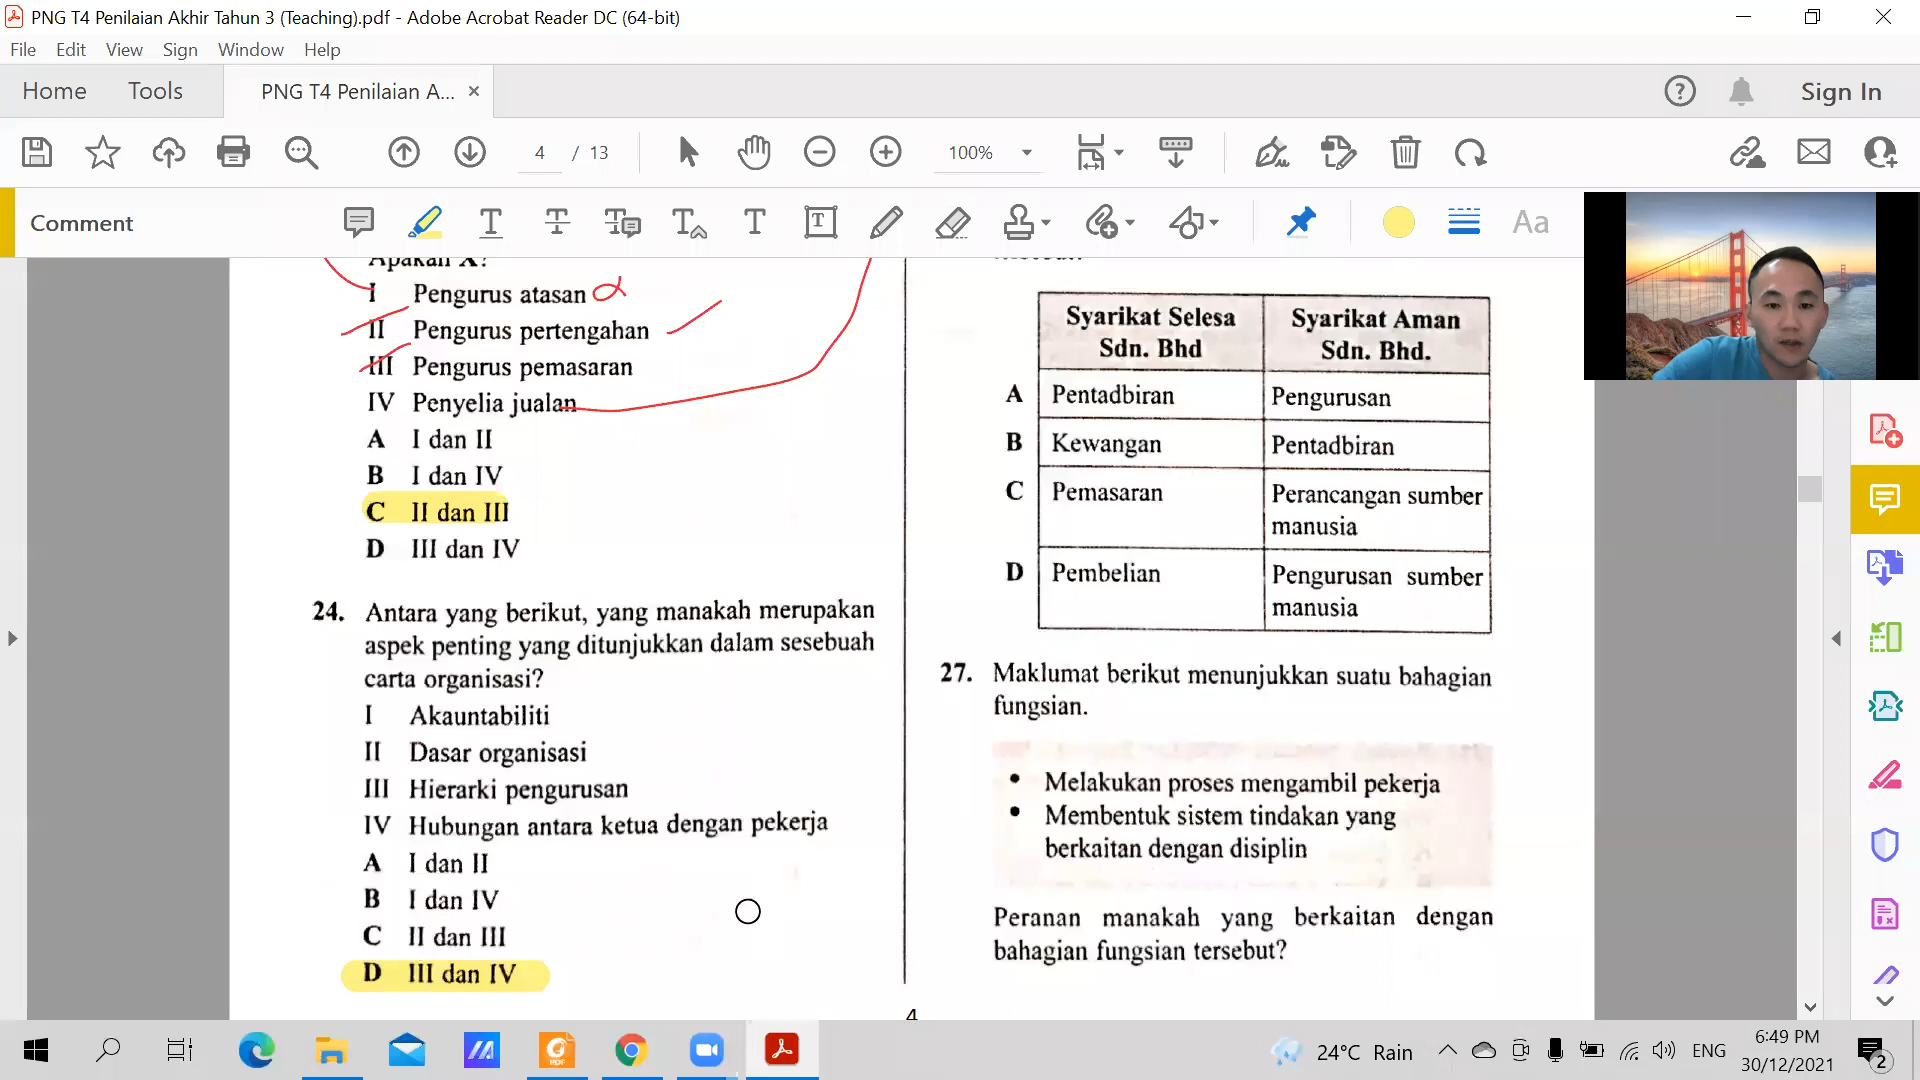 PNG T4 Penilaian Akhir Tahun 3 (Teaching).pdf - Adobe Acrobat Reader DC (64-bit)
File Edit View Sign Window Help
Home Tools PNG T4 Penilaian A... × Sign In
4 / 13 100%
Comment Aa
Apakah X?
I Pengurus atasan
II Pengurus pertengahan
III Pengurus pemasaran
IV Penyelia jualan
A I dan II
B I dan IV
C II dan III
D III dan IV
24. Antara yang berikut, yang manakah merupakan
aspek penting yang ditunjukkan dalam sesebuah
carta organisasi?
I Akauntabiliti
II Dasar organisasi
III Hierarki pengurusan
IV Hubungan antara ketua dengan pekerja
A I dan II
B I dan IV
C II dan III
D III dan IV
Syarikat Selesa Sdn. Bhd Syarikat Aman Sdn. Bhd.
A Pentadbiran Pengurusan
B Kewangan Pentadbiran
C Pemasaran Perancangan sumber
manusia
D Pembelian Pengurusan sumber
manusia
27. Maklumat berikut menunjukkan suatu bahagian
fungsian.
• Melakukan proses mengambil pekerja
• Membentuk sistem tindakan yang
berkaitan dengan disiplin
Peranan manakah yang berkaitan dengan
bahagian fungsian tersebut?
4
24°C Rain ENG 6:49 PM
30/12/2021
2